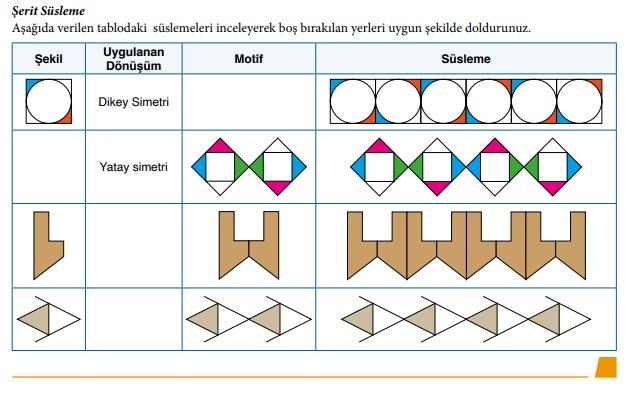 Şerit Süsleme
Aşağıda verilen tablodaki süslemeleri inceleyerek boş bırakılan yerleri uygun şekilde doldurunuz.
Şekil
Uygulanan
Dönüşüm
Motif
Süsleme
Dikey Simetri
Yatay simetri